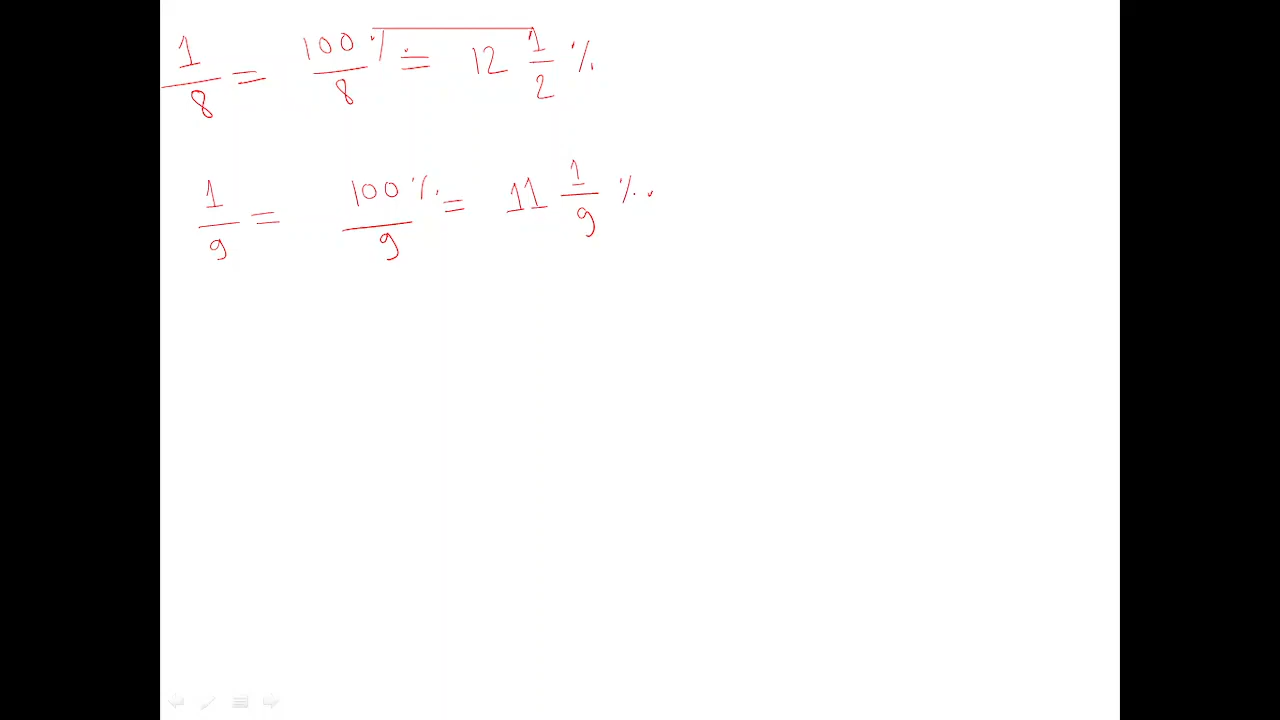 1/8 = 100%/8 = 12 1/2 %
1/9 = 100%/9 = 11 1/9 %.